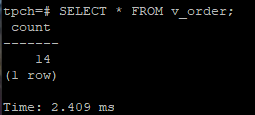 tpch=# SELECT * FROM v_order;
 count
-------
    14
(1 row)

Time: 2.409 ms